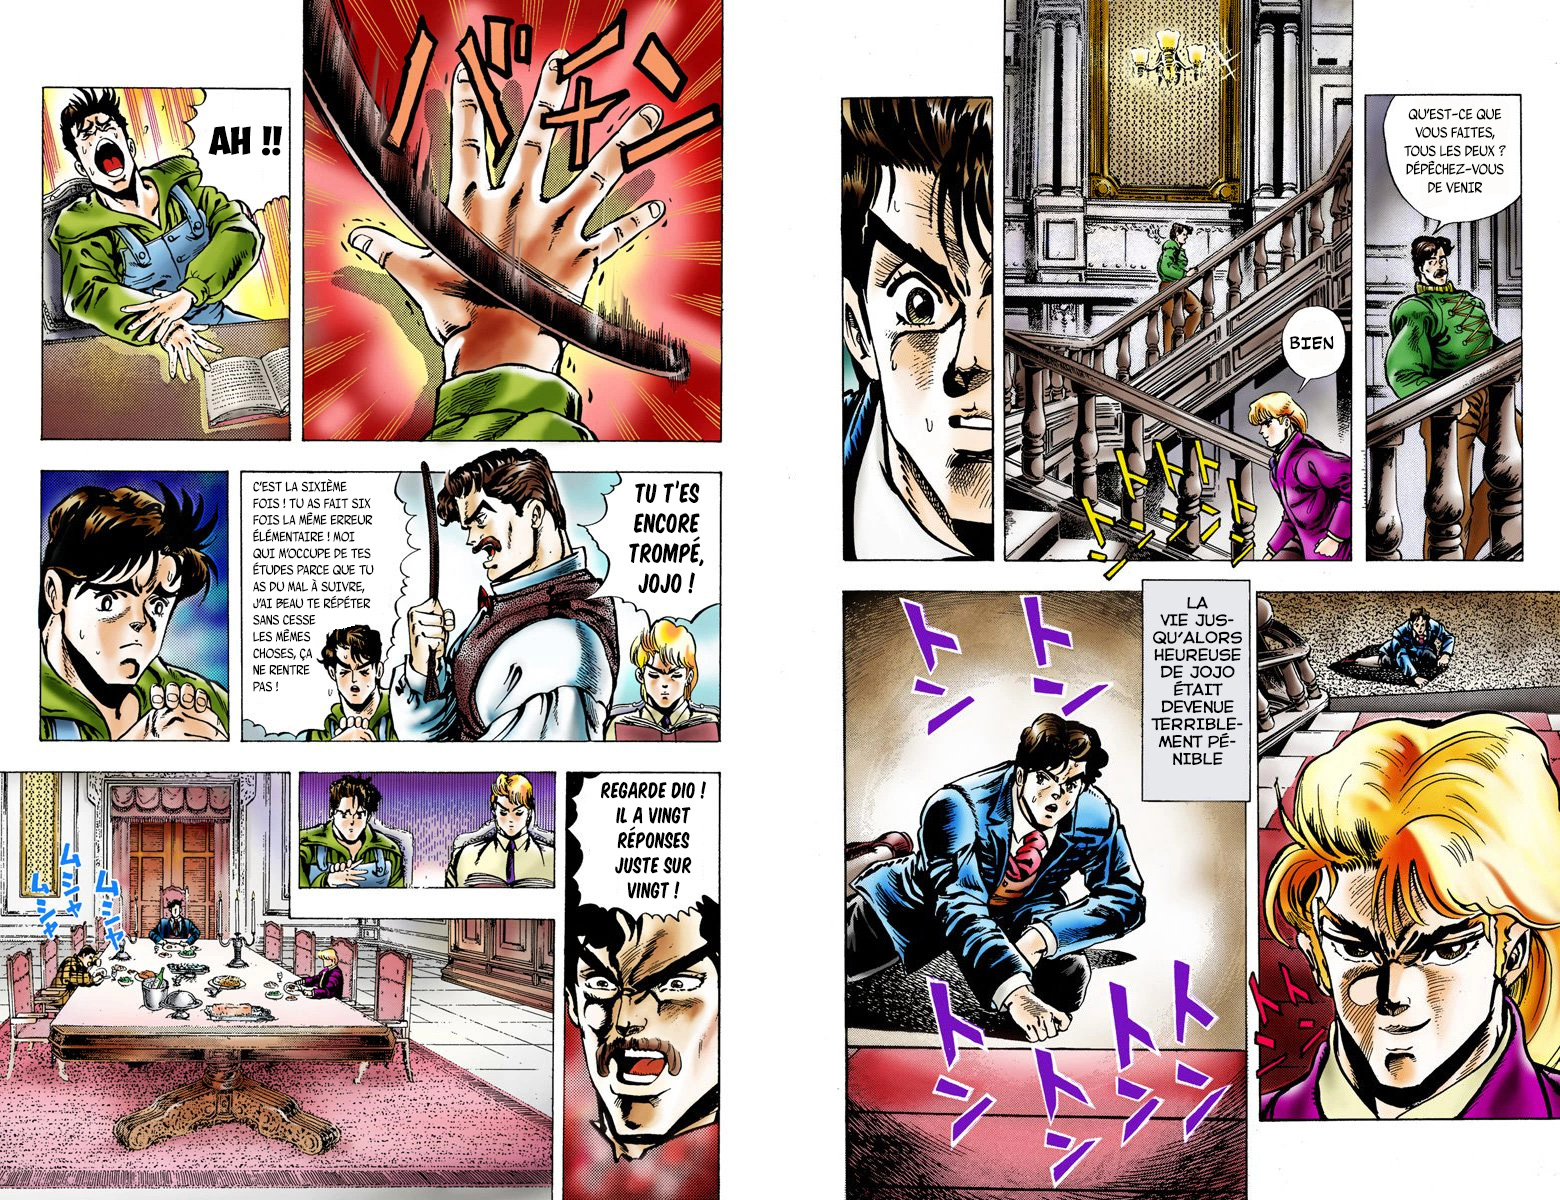 QU'EST-CE QUE
VOUS FAITES,
TOUS LES DEUX ?
DÉPÊCHEZ-VOUS
DE VENIR
BIEN
トン
トン
トン
トン
LA
VIE JUS-
QU'ALORS
HEUREUSE
DE JOJO
ÉTAIT
DEVENUE
TERRIBLE-
MENT PÉ-
NIBLE
トン
トン
トン
トン
トン
トン
バチン
AH !!
TU T'ES
ENCORE
TROMPÉ,
JOJO !
C'EST LA SIXIÈME
FOIS ! TU AS FAIT SIX
FOIS LA MÊME ERREUR
ÉLÉMENTAIRE ! MOI
QUI M'OCCUPE DE TES
ÉTUDES PARCE QUE TU
AS DU MAL À SUIVRE,
J'AI BEAU TE RÉPÉTER
SANS CESSE
LES MÊMES
CHOSES, ÇA
NE RENTRE
PAS !
REGARDE DIO !
IL A VINGT
RÉPONSES
JUSTE SUR
VINGT !
ムシャ
ムシャ
ムシャ